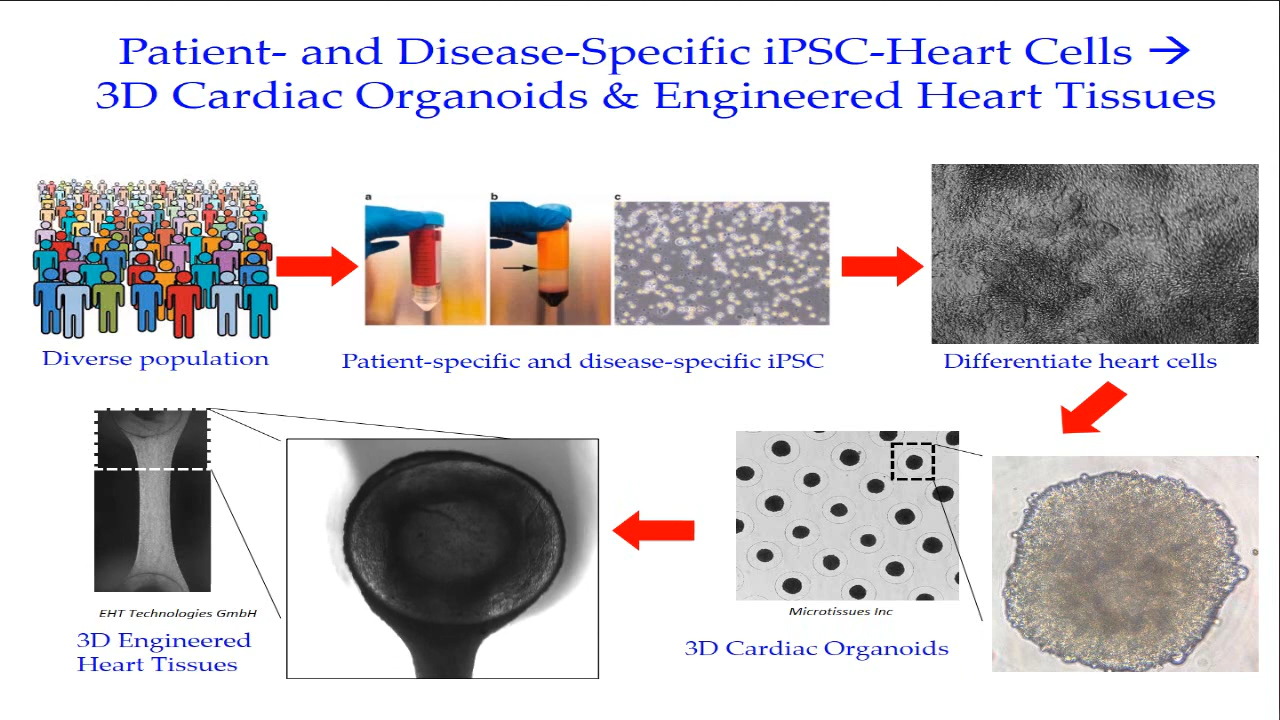 Patient- and Disease-Specific iPSC-Heart Cells →
3D Cardiac Organoids & Engineered Heart Tissues
a
b
c
Diverse population
Patient-specific and disease-specific iPSC
Differentiate heart cells
EHT Technologies GmbH
3D Engineered
Heart Tissues
Microtissues Inc
3D Cardiac Organoids